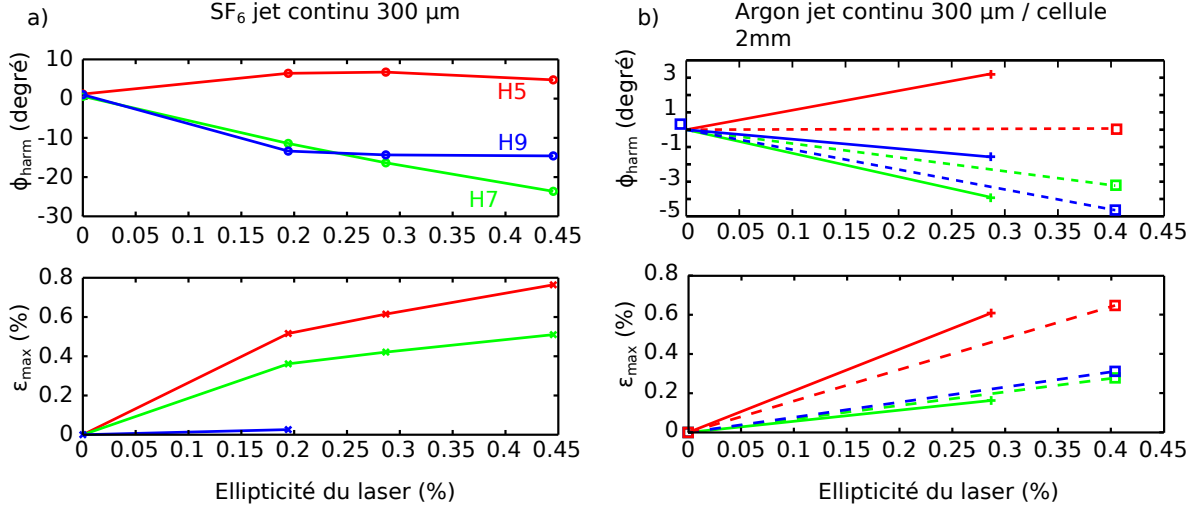 a)
SF6 jet continu 300 μm
ϕharm (degré)
10
0
-10
-20
-30
H5
H9
H7
0 0.05 0.1 0.15 0.2 0.25 0.3 0.35 0.4 0.45
εmax (%)
0.8
0.6
0.4
0.2
0
0 0.05 0.1 0.15 0.2 0.25 0.3 0.35 0.4 0.45
Ellipticité du laser (%)
b)
Argon jet continu 300 μm / cellule
2mm
ϕharm (degré)
3
1
-1
-3
-5
0 0.05 0.1 0.15 0.2 0.25 0.3 0.35 0.4 0.45
εmax (%)
0.8
0.6
0.4
0.2
0
0 0.05 0.1 0.15 0.2 0.25 0.3 0.35 0.4 0.45
Ellipticité du laser (%)